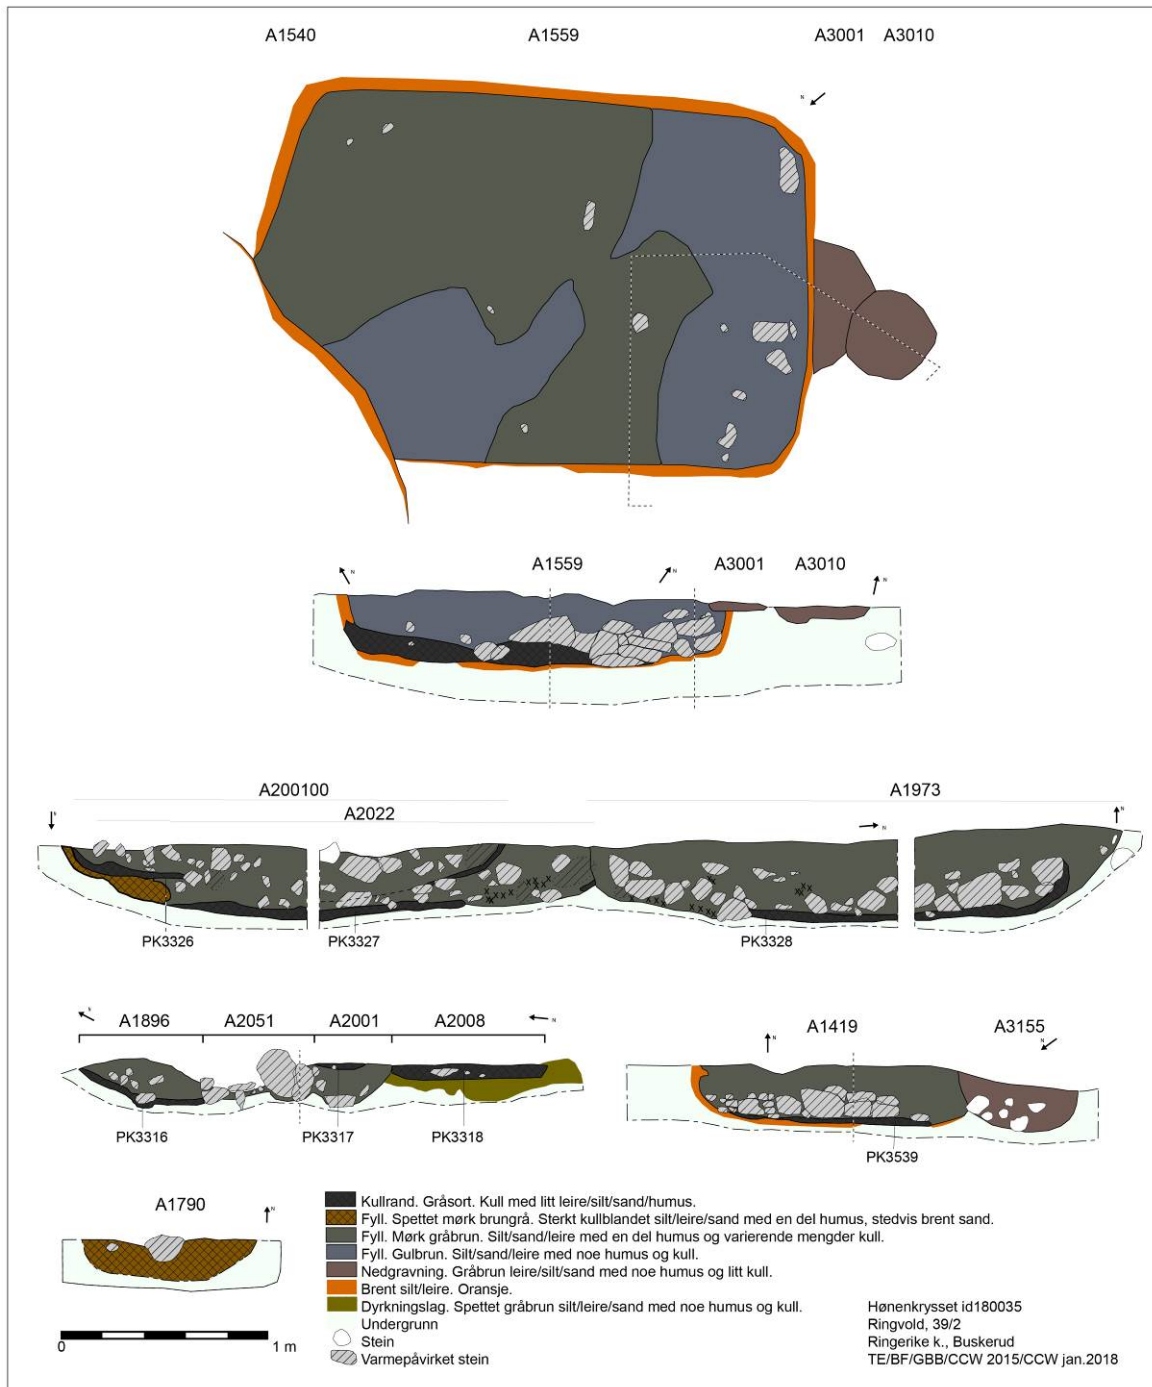 A1540 A1559 A3001 A3010
N
A1559 A3001 A3010
N N N
A200100 A1973
A2022
N N N
PK3326 PK3327 PK3328
N A1896 A2051 A2001 A2008 N
A1419 A3155
N N
PK3316 PK3317 PK3318
PK3539
A1790
N
Kullrand. Gråsort. Kull med litt leire/silt/sand/humus.
Fyll. Spettet mørk brungrå. Sterkt kullblandet silt/leire/sand med en del humus, stedvis brent sand.
Fyll. Mørk gråbrun. Silt/sand/leire med en del humus og varierende mengder kull.
Fyll. Gulbrun. Silt/sand/leire med noe humus og kull.
Nedgravning. Gråbrun leire/silt/sand med noe humus og litt kull.
Brent silt/leire. Oransje.
Dyrkningslag. Spettet gråbrun silt/leire/sand med noe humus og kull.
Undergrunn
Stein
Varmepåvirket stein
0 1 m
Hønenkrysset id180035
Ringvold, 39/2
Ringerike k., Buskerud
TE/BF/GBB/CCW 2015/CCW jan.2018